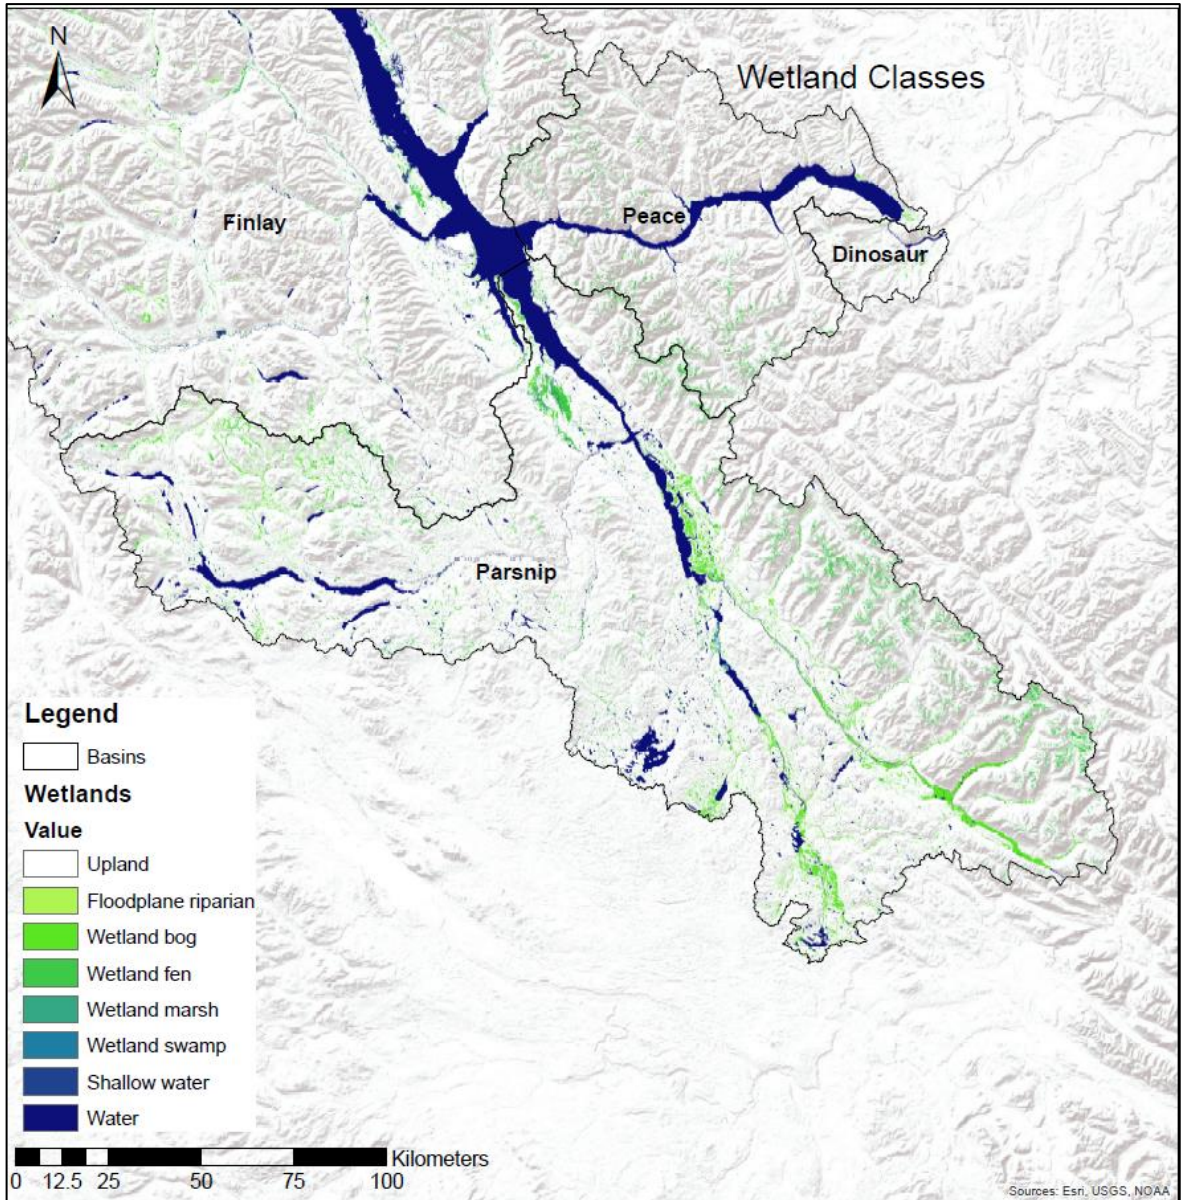 N
Wetland Classes
Finlay
Peace
Dinosaur
Parsnip
Legend
Basins
Wetlands
Value
Upland
Floodplane riparian
Wetland bog
Wetland fen
Wetland marsh
Wetland swamp
Shallow water
Water
Kilometers
0 12.5 25 50 75 100
Sources: Esri, USGS, NOAA